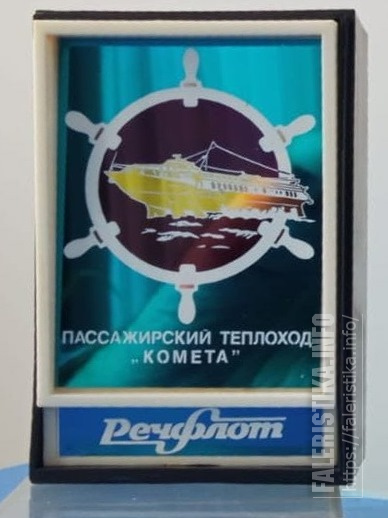 ПАССАЖИРСКИЙ ТЕПЛОХОД
„КОМЕТА"
Речфлот
FALERISTIKA.INFO
https://faleristika.info/